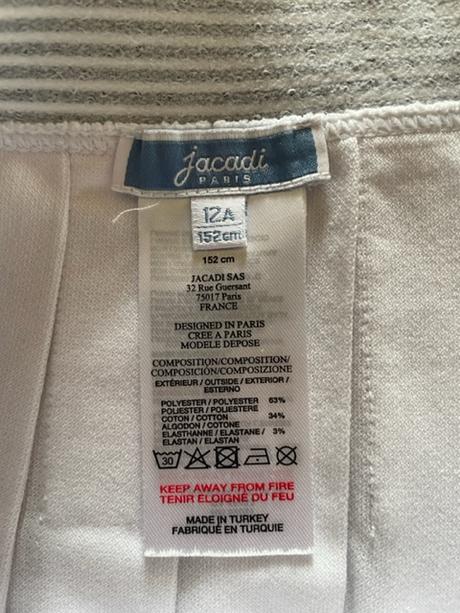 jacadi
PARIS
12A
152cm
152 cm
JACADI SAS
32 Rue Guersant
75017 Paris
FRANCE
DESIGNED IN PARIS
CREE A PARIS
MODELE DEPOSE
COMPOSITION/COMPOSITION/
COMPOSICIÓN/COMPOSIZIONE
EXTÉRIEUR / OUTSIDE / EXTERIOR /
ESTERNO
POLYESTER / POLYESTER 63%
POLIESTER / POLIESTERE
COTON / COTTON 34%
ALGODON / COTONE
ELASTHANNE / ELASTANE / 3%
ELASTAN / ELASTAN
30
KEEP AWAY FROM FIRE
TENIR ELOIGNÉ DU FEU
MADE IN TURKEY
FABRIQUÉ EN TURQUIE